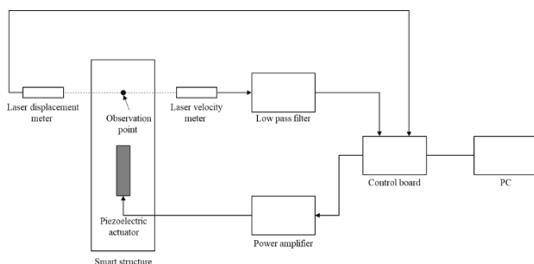 Laser displacement
meter
Observation
point
Laser velocity
meter
Low pass filter
Control board
PC
Piezoelectric
actuator
Power amplifier
Smart structure